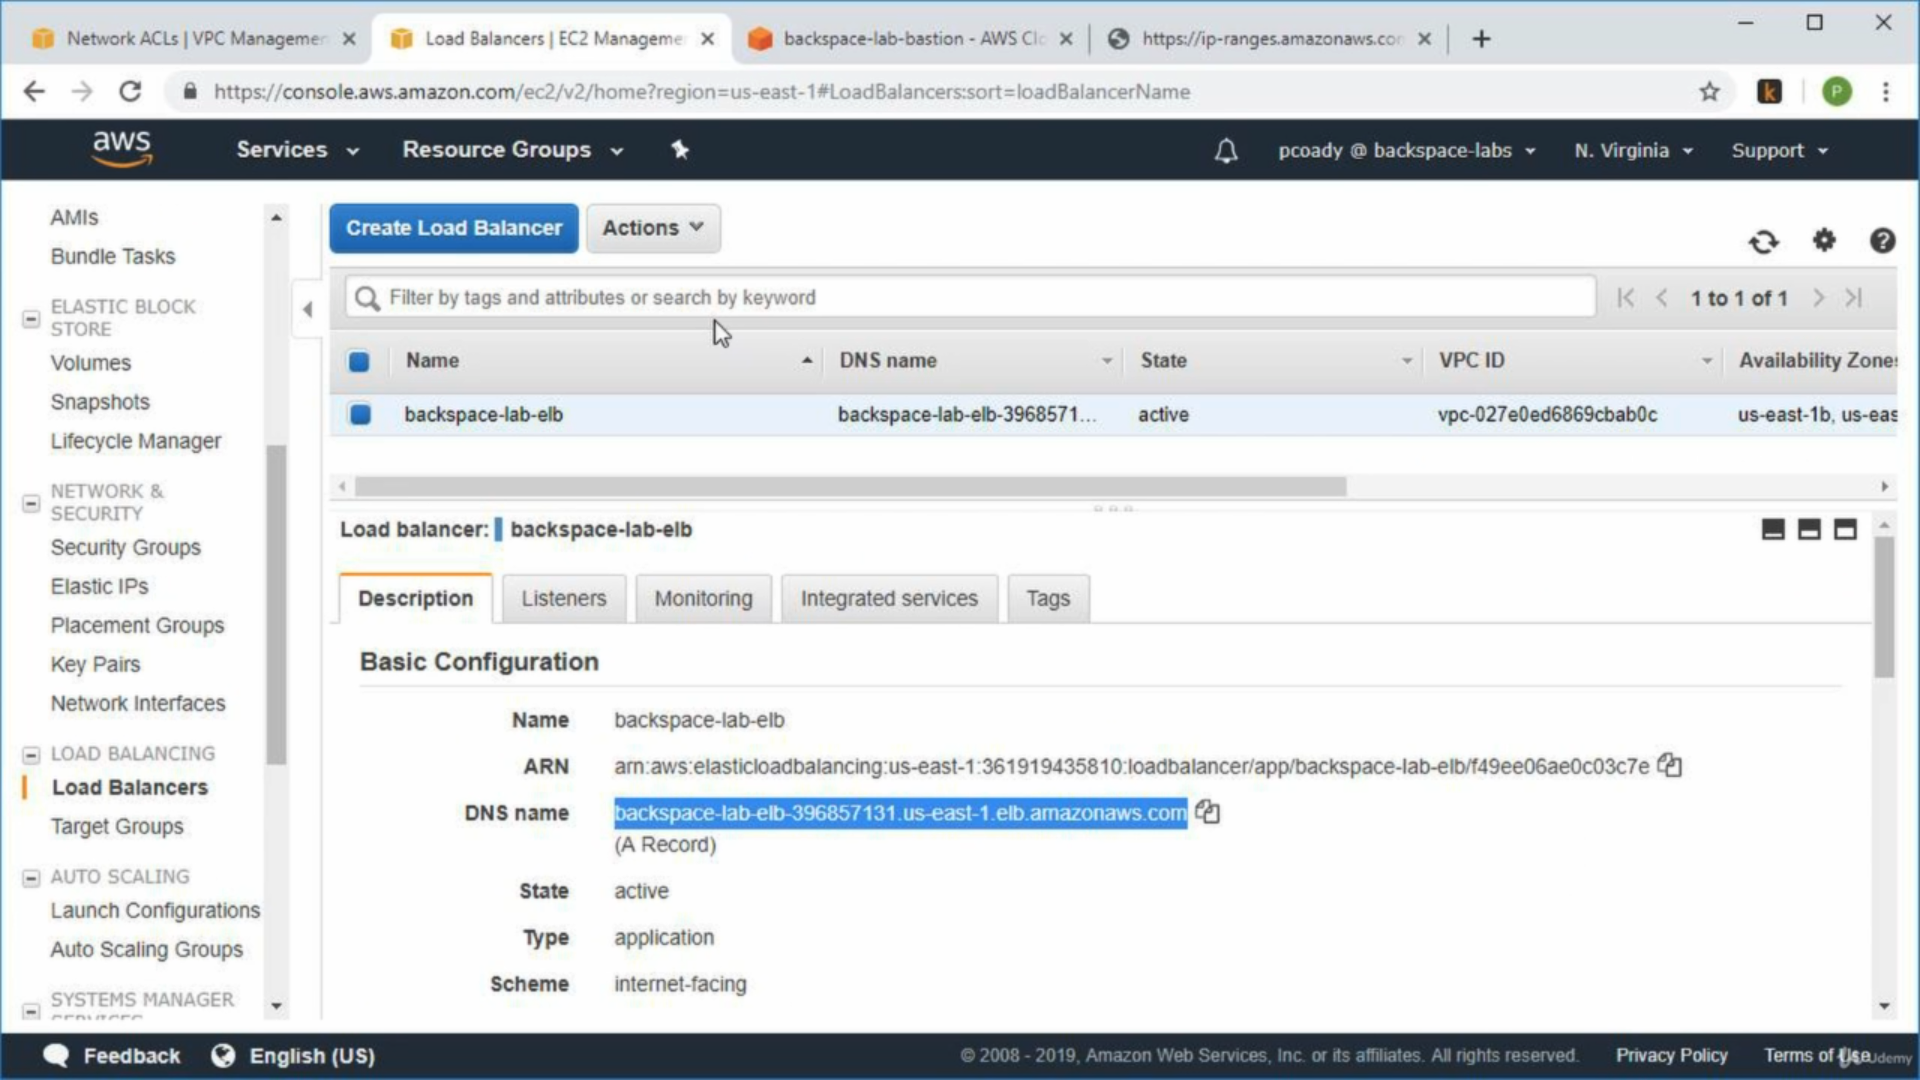 Network ACLs | VPC Managemen
Load Balancers | EC2 Manageme
backspace-lab-bastion - AWS Clo
https://ip-ranges.amazonaws.com
https://console.aws.amazon.com/ec2/v2/home?region=us-east-1#LoadBalancers:sort=loadBalancerName
k
P
aws
Services
Resource Groups
pcoady @ backspace-labs
N. Virginia
Support
AMIs
Bundle Tasks
ELASTIC BLOCK
STORE
Volumes
Snapshots
Lifecycle Manager
NETWORK &
SECURITY
Security Groups
Elastic IPs
Placement Groups
Key Pairs
Network Interfaces
LOAD BALANCING
Load Balancers
Target Groups
AUTO SCALING
Launch Configurations
Auto Scaling Groups
SYSTEMS MANAGER
SERVICES
Create Load Balancer
Actions
Filter by tags and attributes or search by keyword
1 to 1 of 1
Name
DNS name
State
VPC ID
Availability Zones
backspace-lab-elb
backspace-lab-elb-3968571...
active
vpc-027e0ed6869cbab0c
us-east-1b, us-eas
Load balancer:
backspace-lab-elb
Description
Listeners
Monitoring
Integrated services
Tags
Basic Configuration
Name
backspace-lab-elb
ARN
arn:aws:elasticloadbalancing:us-east-1:361919435810:loadbalancer/app/backspace-lab-elb/f49ee06ae0c03c7e
DNS name
backspace-lab-elb-396857131.us-east-1.elb.amazonaws.com
(A Record)
State
active
Type
application
Scheme
internet-facing
Feedback
English (US)
© 2008 - 2019, Amazon Web Services, Inc. or its affiliates. All rights reserved.
Privacy Policy
Terms of Use
Udemy